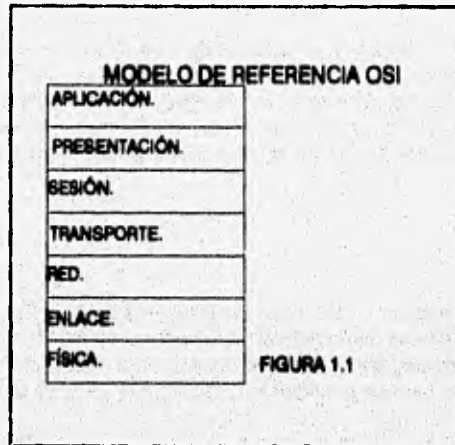 MODELO DE REFERENCIA OSI
APLICACIÓN.
PRESENTACIÓN.
SESIÓN.
TRANSPORTE.
RED.
ENLACE.
FÍSICA.
FIGURA 1.1